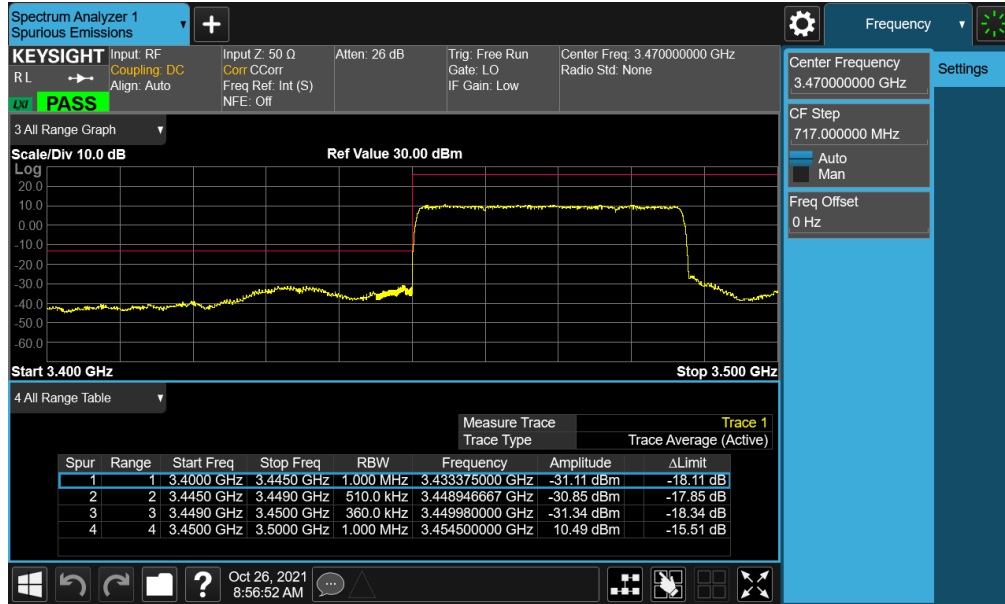 Spectrum Analyzer 1
Spurious Emissions
Frequency
KEYSIGHT
R L
LXI
PASS
Input: RF
Coupling: DC
Align: Auto
Input Z: 50 Ω
Corr CCorr
Freq Ref: Int (S)
NFE: Off
Atten: 26 dB
Trig: Free Run
Gate: LO
IF Gain: Low
Center Freq: 3.470000000 GHz
Radio Std: None
Center Frequency
3.470000000 GHz
Settings
CF Step
717.000000 MHz
Auto
Man
Freq Offset
0 Hz
3 All Range Graph
Scale/Div 10.0 dB Ref Value 30.00 dBm
Log
20.0
10.0
0.00
-10.0
-20.0
-30.0
-40.0
-50.0
-60.0
Start 3.400 GHz Stop 3.500 GHz
4 All Range Table
Measure Trace Trace 1
Trace Type Trace Average (Active)
Spur Range Start Freq Stop Freq RBW Frequency Amplitude ΔLimit
1 1 3.4000 GHz 3.4450 GHz 1.000 MHz 3.433375000 GHz -31.11 dBm -18.11 dB
2 2 3.4450 GHz 3.4490 GHz 510.0 kHz 3.448946667 GHz -30.85 dBm -17.85 dB
3 3 3.4490 GHz 3.4500 GHz 360.0 kHz 3.449980000 GHz -31.34 dBm -18.34 dB
4 4 3.4500 GHz 3.5000 GHz 1.000 MHz 3.454500000 GHz 10.49 dBm -15.51 dB
?
Oct 26, 2021
8:56:52 AM